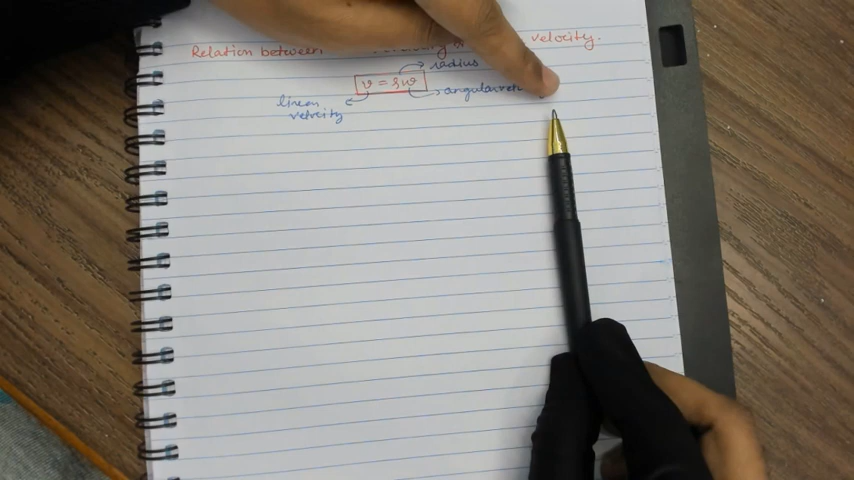 Relation between velocity.
radius
v = rω
angular
linear
velocity